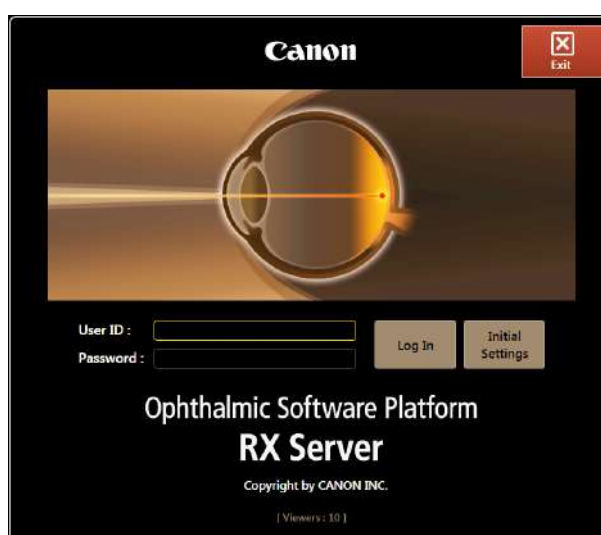 Canon
Exit
User ID :
Password :
Log In
Initial
Settings
Ophthalmic Software Platform
RX Server
Copyright by CANON INC.
[ Viewers : 10 ]